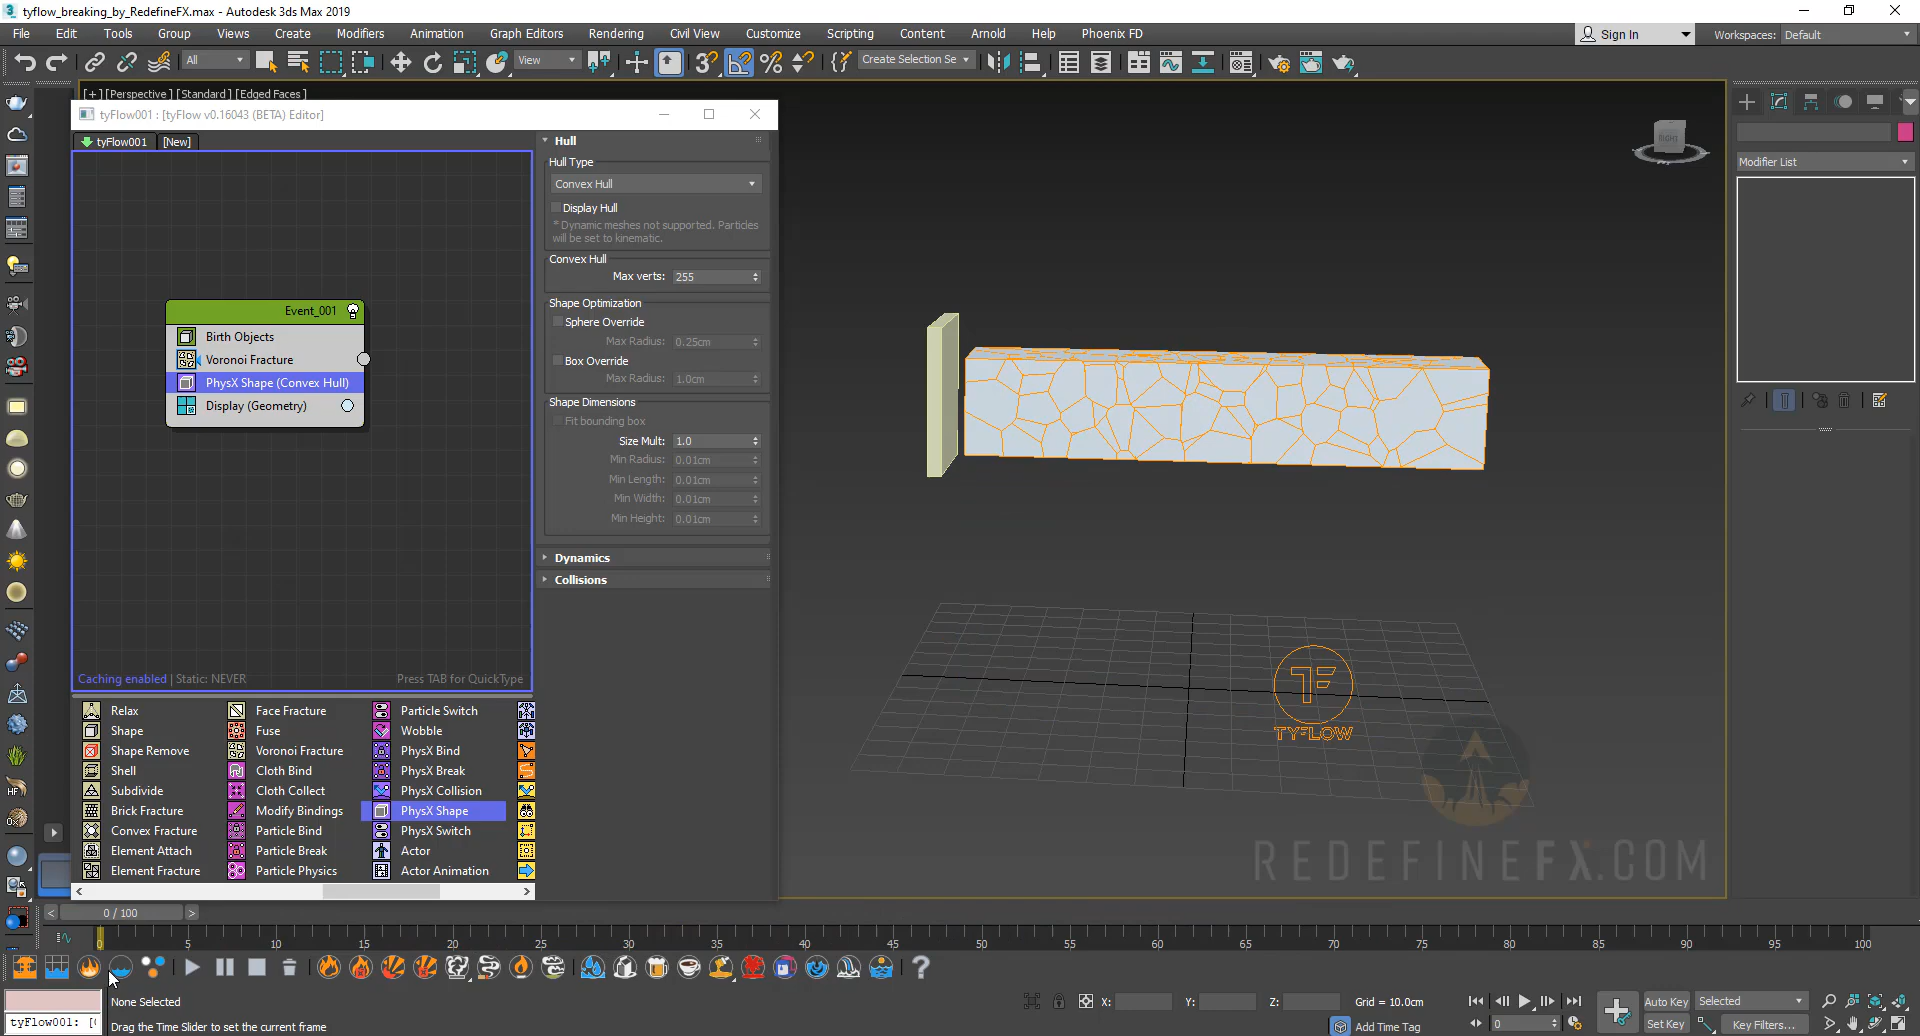 tyflow_breaking_by_RedefineFX.max - Autodesk 3ds Max 2019
File Edit Tools Group Views Create Modifiers Animation Graph Editors Rendering Civil View Customize Scripting Content Arnold Help Phoenix FD Sign In Workspaces: Default
All View Create Selection Se
[+] [Perspective] [Standard] [Edged Faces]
tyFlow001 : [tyFlow v0.16043 (BETA) Editor]
tyFlow001 [New]
Hull
Hull Type
Convex Hull
Display Hull
* Dynamic meshes not supported. Particles
will be set to kinematic.
Convex Hull
Max verts: 255
Shape Optimization
Sphere Override
Max Radius: 0.25cm
Box Override
Max Radius: 1.0cm
Shape Dimensions
Fit bounding box
Size Mult: 1.0
Min Radius: 0.01cm
Min Length: 0.01cm
Min Width: 0.01cm
Min Height: 0.01cm
Dynamics
Collisions
Event_001
Birth Objects
Voronoi Fracture
PhysX Shape (Convex Hull)
Display (Geometry)
Caching enabled | Static: NEVER Press TAB for QuickType
Relax Face Fracture Particle Switch
Shape Fuse Wobble
Shape Remove Voronoi Fracture PhysX Bind
Shell Cloth Bind PhysX Break
Subdivide Cloth Collect PhysX Collision
Brick Fracture Modify Bindings PhysX Shape
Convex Fracture Particle Bind PhysX Switch
Element Attach Particle Break Actor
Element Fracture Particle Physics Actor Animation
Modifier List
TF
TYFLOW
REDEFINEFX.COM
0 / 100
0 5 10 15 20 25 30 35 40 45 50 55 60 65 70 75 80 85 90 95 100
None Selected X: Y: Z: Grid = 10.0cm Auto Key Selected
tyFlow001: [ Drag the Time Slider to set the current frame Add Time Tag 0 Set Key Key Filters...